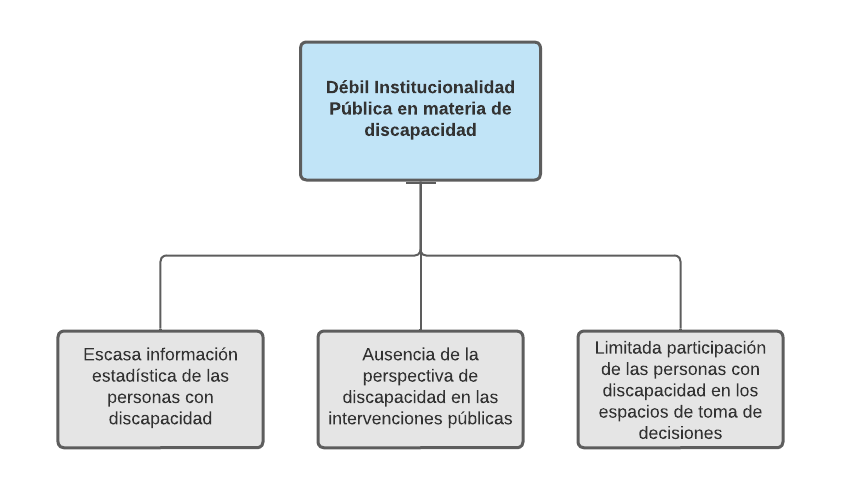 Débil Institucionalidad
Pública en materia de
discapacidad
Escasa información
estadística de las
personas con
discapacidad
Ausencia de la
perspectiva de
discapacidad en las
intervenciones públicas
Limitada participación
de las personas con
discapacidad en los
espacios de toma de
decisiones